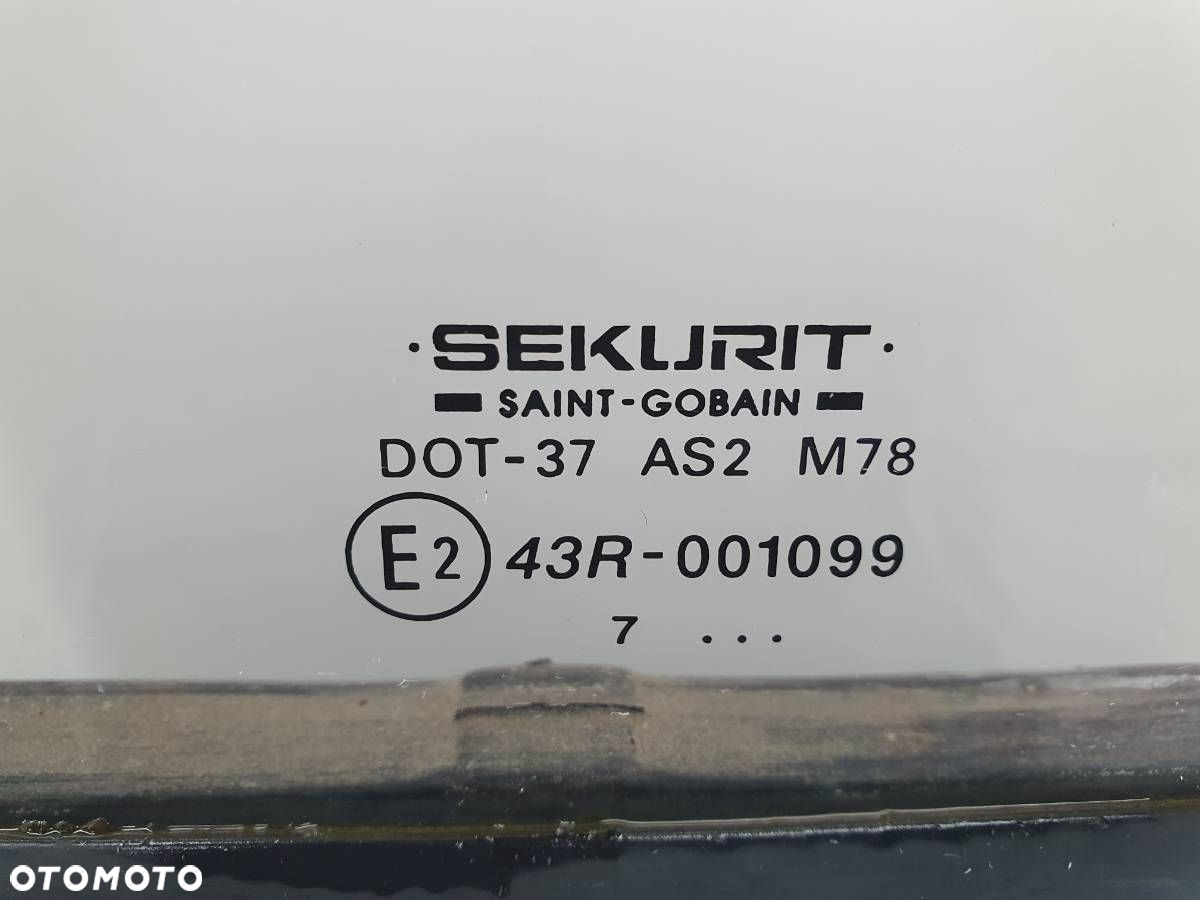 ·SEKURIT·
SAINT-GOBAIN
DOT-37 AS2 M78
E2 43R-001099
7 ...
OTOMOTO